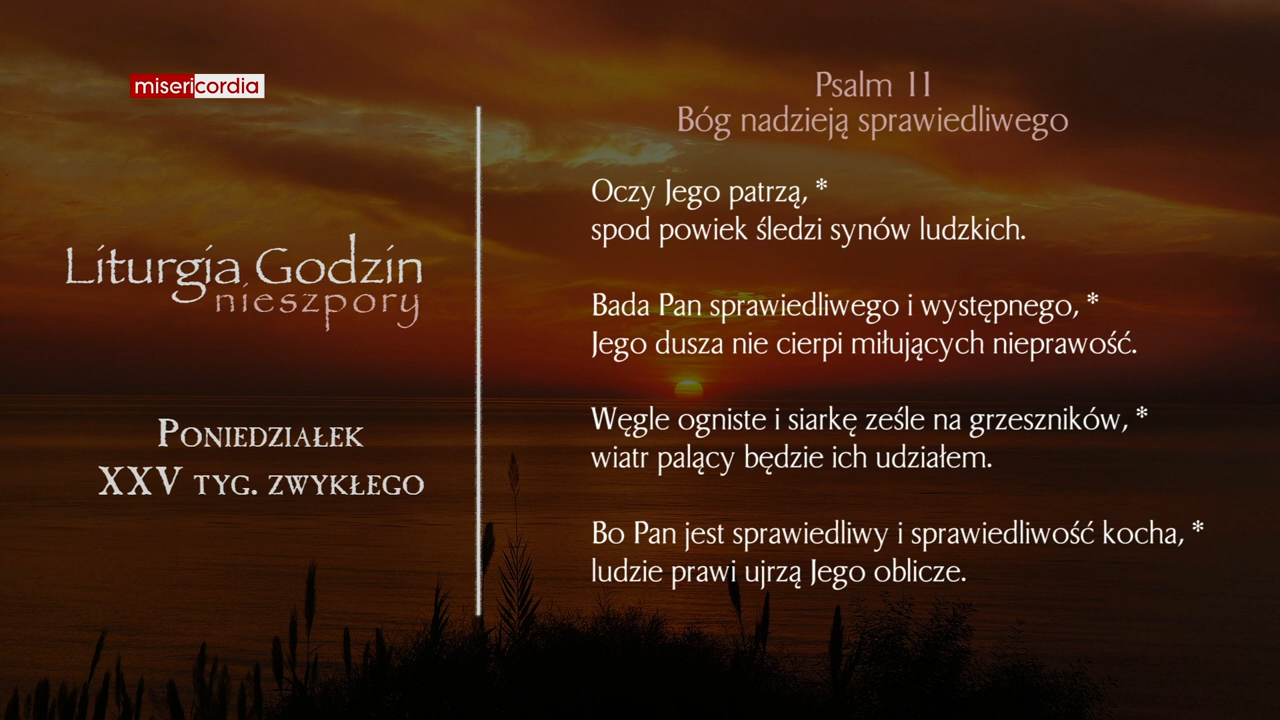 misericordia
Liturgia Godzin
nieszpory
Poniedziałek
XXV tyg. zwykłego
Psalm 11
Bóg nadzieją sprawiedliwego
Oczy Jego patrzą, *
spod powiek śledzi synów ludzkich.
Bada Pan sprawiedliwego i występnego, *
Jego dusza nie cierpi miłujących nieprawość.
Węgle ogniste i siarkę ześle na grzeszników, *
wiatr palący będzie ich udziałem.
Bo Pan jest sprawiedliwy i sprawiedliwość kocha, *
ludzie prawi ujrzą Jego oblicze.